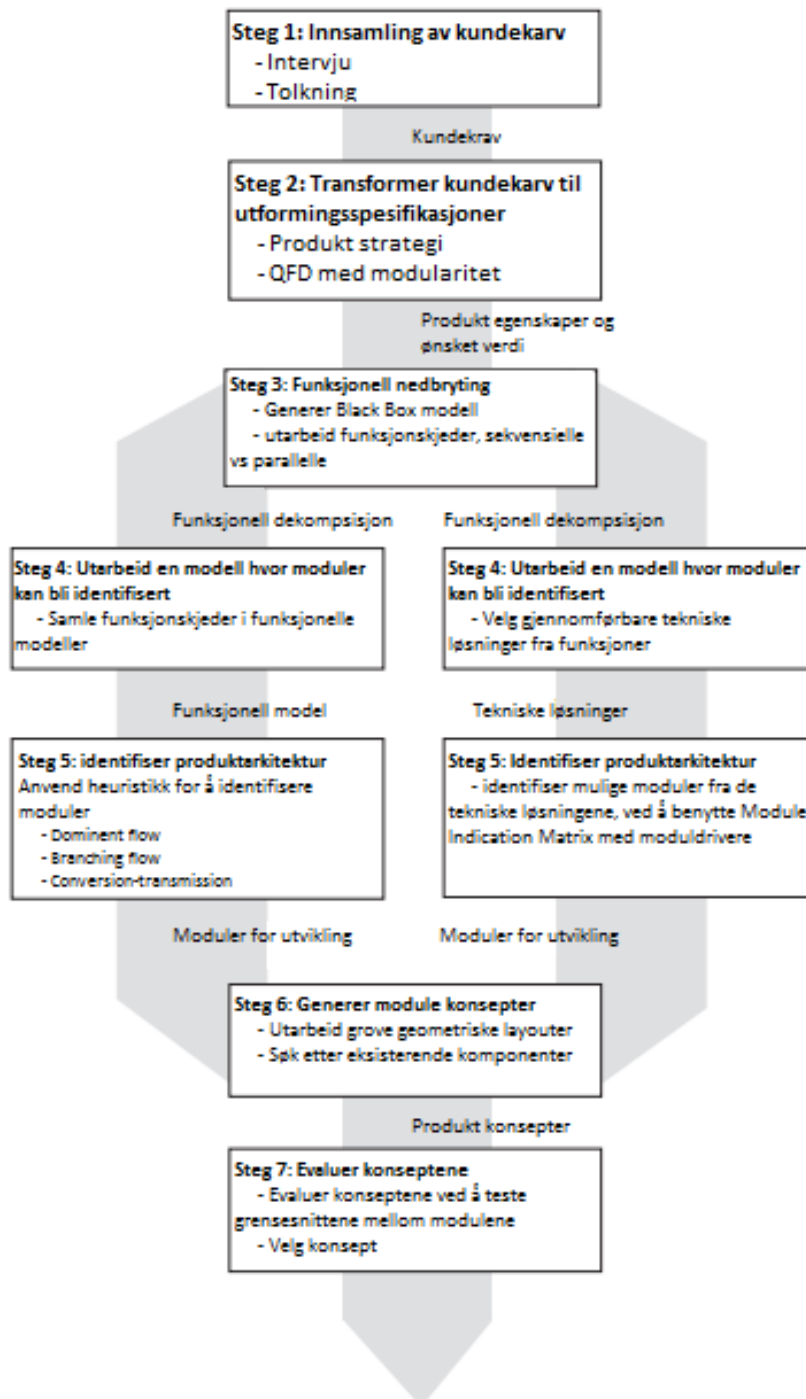 Steg 1: Innsamling av kundekarv
- Intervju
- Tolkning
Kundekrav
Steg 2: Transformer kundekarv til
utformingsspesifikasjoner
- Produkt strategi
- QFD med modularitet
Produkt egenskaper og
ønsket verdi
Steg 3: Funksjonell nedbryting
- Generer Black Box modell
- utarbeid funksjonskjeder, sekvensielle
vs parallelle
Funksjonell dekompsisjon
Funksjonell dekompsisjon
Steg 4: Utarbeid en modell hvor moduler
kan bli identifisert
- Samle funksjonskjeder i funksjonelle
modeller
Steg 4: Utarbeid en modell hvor moduler
kan bli identifisert
- Velg gjennomførbare tekniske
løsninger fra funksjoner
Funksjonell model
Tekniske løsninger
Steg 5: identifiser produktarkitektur
Anvend heuristikk for å identifisere
moduler
- Dominent flow
- Branching flow
- Conversion-transmission
Steg 5: Identifiser produktarkitektur
- identifiser mulige moduler fra de
tekniske løsningene, ved å benytte Module
Indication Matrix med moduldrivere
Moduler for utvikling
Moduler for utvikling
Steg 6: Generer module konsepter
- Utarbeid grove geometriske layouter
- Søk etter eksisterende komponenter
Produkt konsepter
Steg 7: Evaluer konseptene
- Evaluer konseptene ved å teste
grensesnittene mellom modulene
- Velg konsept